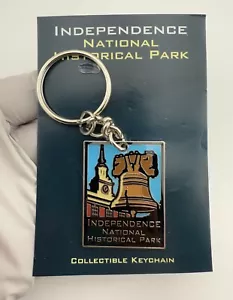 INDEPENDENCE
NATIONAL
HISTORICAL PARK
INDEPENDENCE
NATIONAL
HISTORICAL PARK
COLLECTIBLE KEYCHAIN